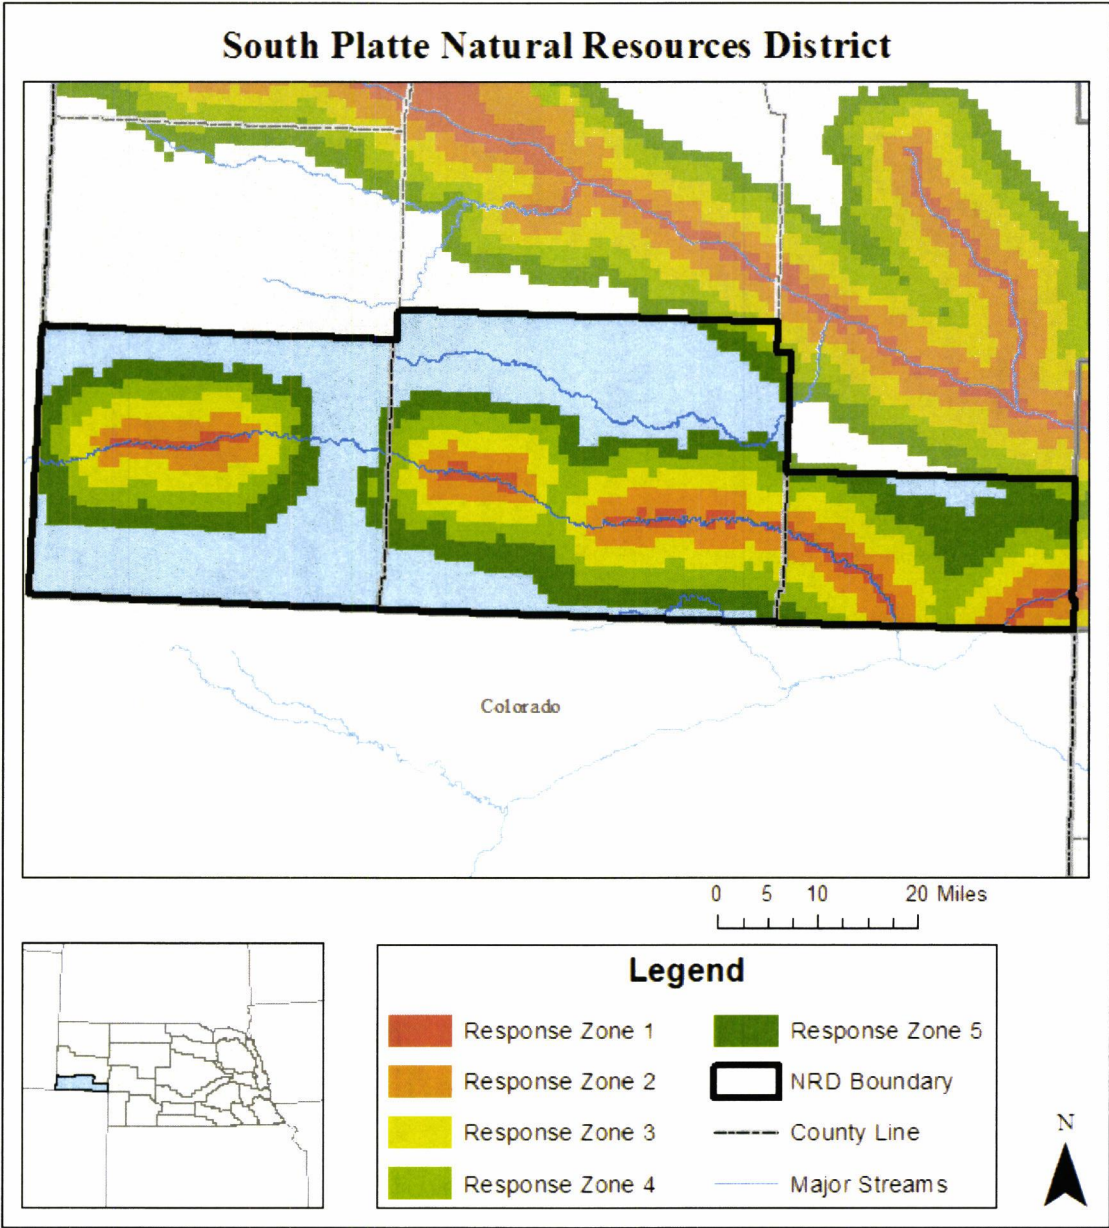 South Platte Natural Resources District
Colorado
0 5 10 20 Miles
Legend
Response Zone 1
Response Zone 2
Response Zone 3
Response Zone 4
Response Zone 5
NRD Boundary
County Line
Major Streams
N